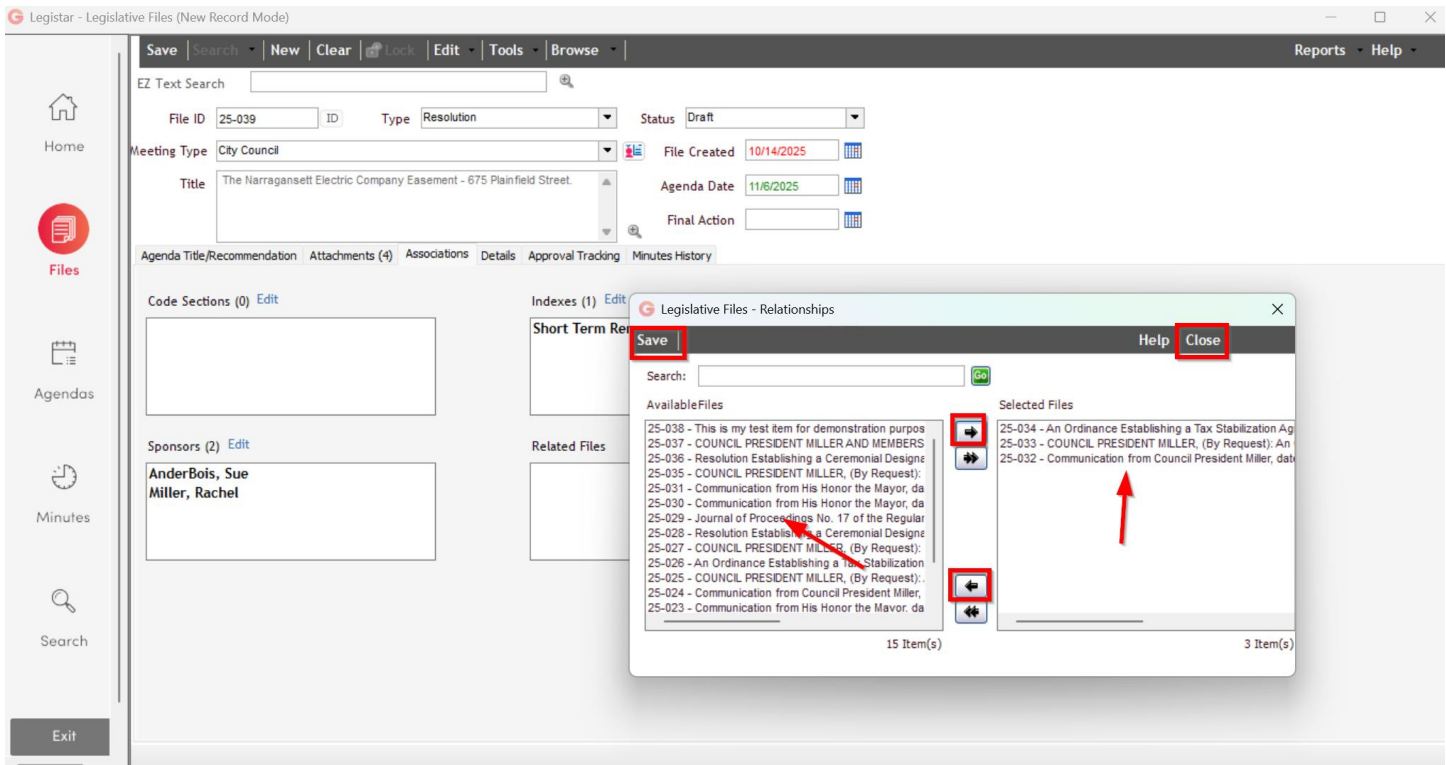 Legistar - Legislative Files (New Record Mode)
Save Search New Clear Lock Edit Tools Browse Reports Help
EZ Text Search
File ID 25-039 ID Type Resolution Status Draft
Meeting Type City Council File Created 10/14/2025
Title The Narragansett Electric Company Easement - 675 Plainfield Street. Agenda Date 11/6/2025
Final Action
Agenda Title/Recommendation Attachments (4) Associations Details Approval Tracking Minutes History
Home
Files
Agendas
Minutes
Search
Exit
Code Sections (0) Edit
Indexes (1) Edit
Short Term Re
Sponsors (2) Edit
AnderBois, Sue
Miller, Rachel
Related Files
Legislative Files - Relationships
Save Help Close
Search: Go
AvailableFiles
25-038 - This is my test item for demonstration purpos
25-037 - COUNCIL PRESIDENT MILLER AND MEMBERS
25-036 - Resolution Establishing a Ceremonial Designa
25-035 - COUNCIL PRESIDENT MILLER, (By Request):
25-031 - Communication from His Honor the Mayor, da
25-030 - Communication from His Honor the Mayor, da
25-029 - Journal of Proceedings No. 17 of the Regular
25-028 - Resolution Establishing a Ceremonial Designa
25-027 - COUNCIL PRESIDENT MILLER, (By Request):
25-026 - An Ordinance Establishing a Tax Stabilization
25-025 - COUNCIL PRESIDENT MILLER, (By Request):
25-024 - Communication from Council President Miller,
25-023 - Communication from His Honor the Mayor, da
15 Item(s)
Selected Files
25-034 - An Ordinance Establishing a Tax Stabilization Ag
25-033 - COUNCIL PRESIDENT MILLER, (By Request): An
25-032 - Communication from Council President Miller, date
3 Item(s)